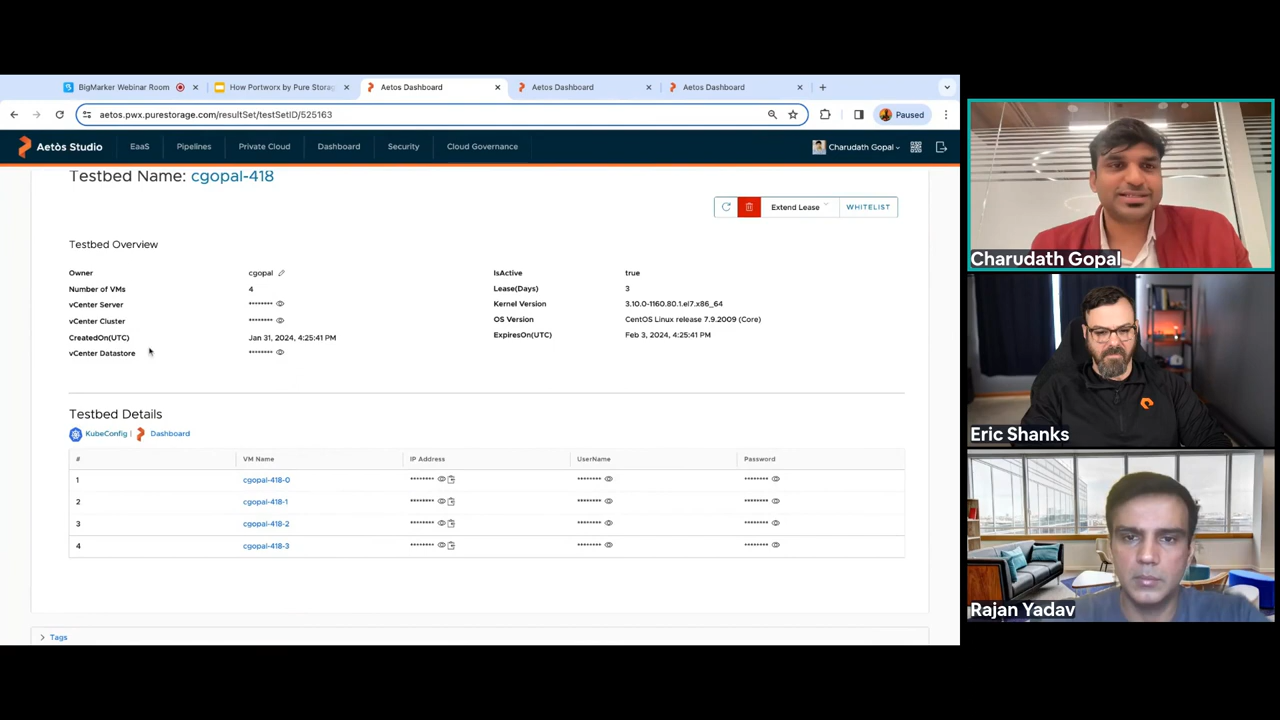 BigMarker Webinar Room
How Portworx by Pure Storag
Aetos Dashboard
Aetos Dashboard
Aetos Dashboard
aetos.pwx.purestorage.com/resultSet/testSetID/525163
Paused
Aetòs Studio
EaaS
Pipelines
Private Cloud
Dashboard
Security
Cloud Governance
Charudath Gopal
Testbed Name: cgopal-418
Extend Lease
WHITELIST
Testbed Overview
Owner cgopal
Number of VMs 4
vCenter Server ********
vCenter Cluster ********
CreatedOn(UTC) Jan 31, 2024, 4:25:41 PM
vCenter Datastore ********
IsActive true
Lease(Days) 3
Kernel Version 3.10.0-1160.80.1.el7.x86_64
OS Version CentOS Linux release 7.9.2009 (Core)
ExpiresOn(UTC) Feb 3, 2024, 4:25:41 PM
Testbed Details
KubeConfig | Dashboard
# VM Name IP Address UserName Password
1 cgopal-418-0 ******** ******** ********
2 cgopal-418-1 ******** ******** ********
3 cgopal-418-2 ******** ******** ********
4 cgopal-418-3 ******** ******** ********
Tags
Charudath Gopal
Eric Shanks
Rajan Yadav